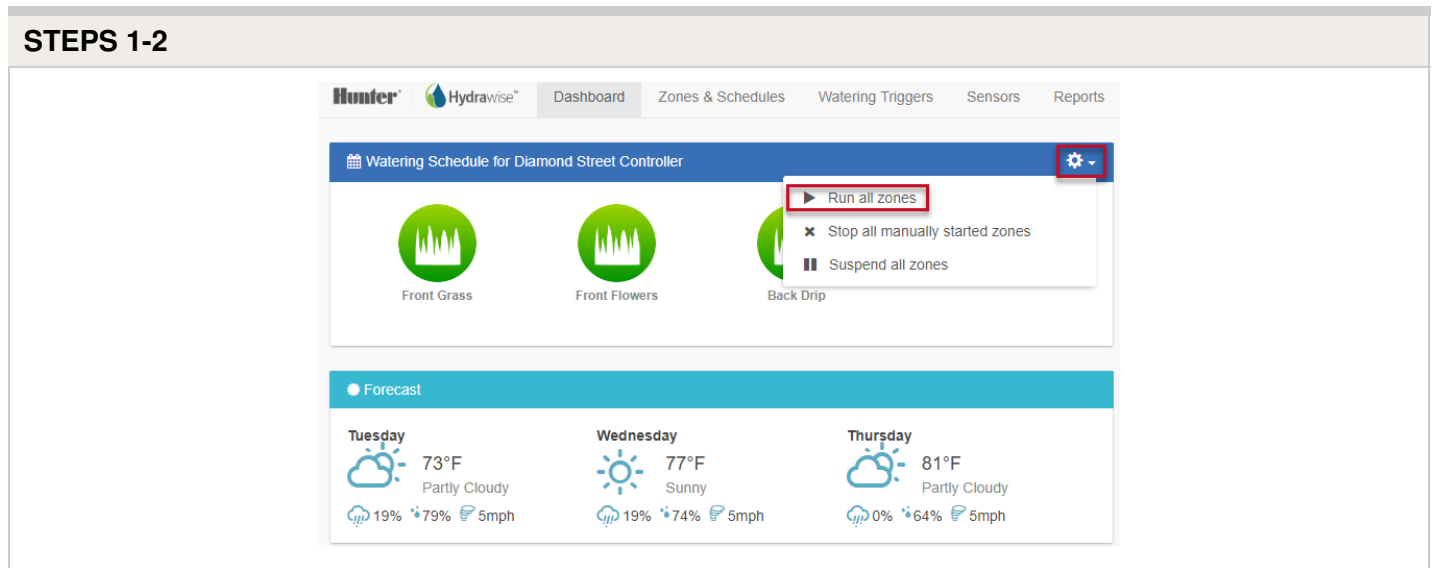 STEPS 1-2
Hunter® Hydrawise™ Dashboard Zones & Schedules Watering Triggers Sensors Reports
Watering Schedule for Diamond Street Controller
Run all zones
Stop all manually started zones
Suspend all zones
Front Grass Front Flowers Back Drip
Forecast
Tuesday Wednesday Thursday
73°F 77°F 81°F
Partly Cloudy Sunny Partly Cloudy
19% 79% 5mph 19% 74% 5mph 0% 64% 5mph